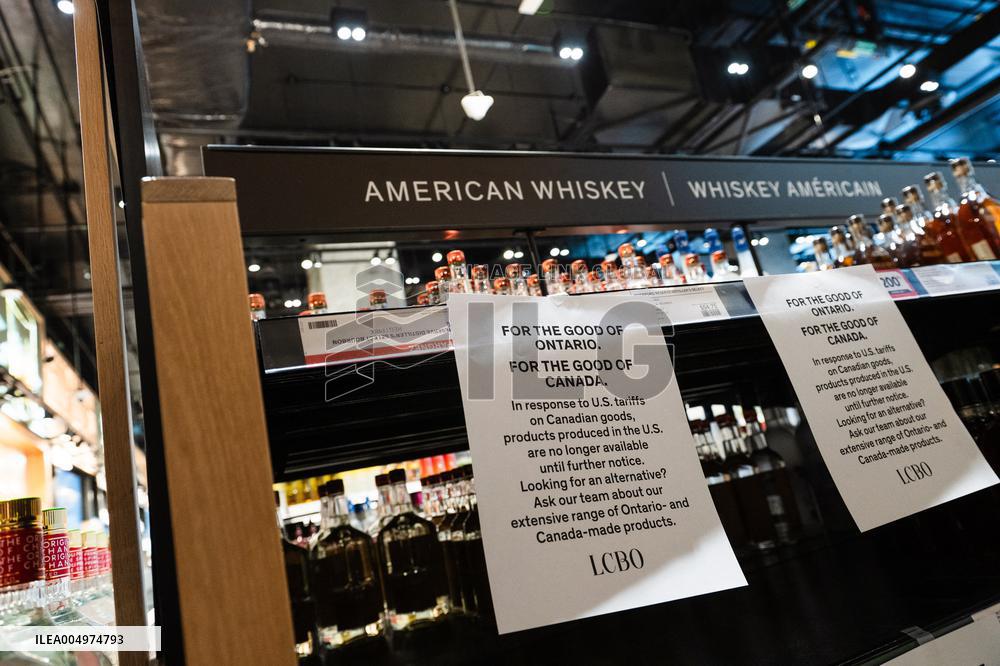 AMERICAN WHISKEY | WHISKEY AMÉRICAIN
IMAGE LINK GLOBAL
ILG
200
FOR THE GOOD OF
ONTARIO.
FOR THE GOOD OF
CANADA.
In response to U.S. tariffs
on Canadian goods,
products produced in the U.S.
are no longer available
until further notice.
Looking for an alternative?
Ask our team about our
extensive range of Ontario- and
Canada-made products.
LCBO
FOR THE GOOD OF
ONTARIO.
FOR THE GOOD OF
CANADA.
In response to U.S. tariffs
on Canadian goods,
products produced in the U.S.
are no longer available
until further notice.
Looking for an alternative?
Ask our team about our
extensive range of Ontario- and
Canada-made products.
LCBO
ILEA004974793